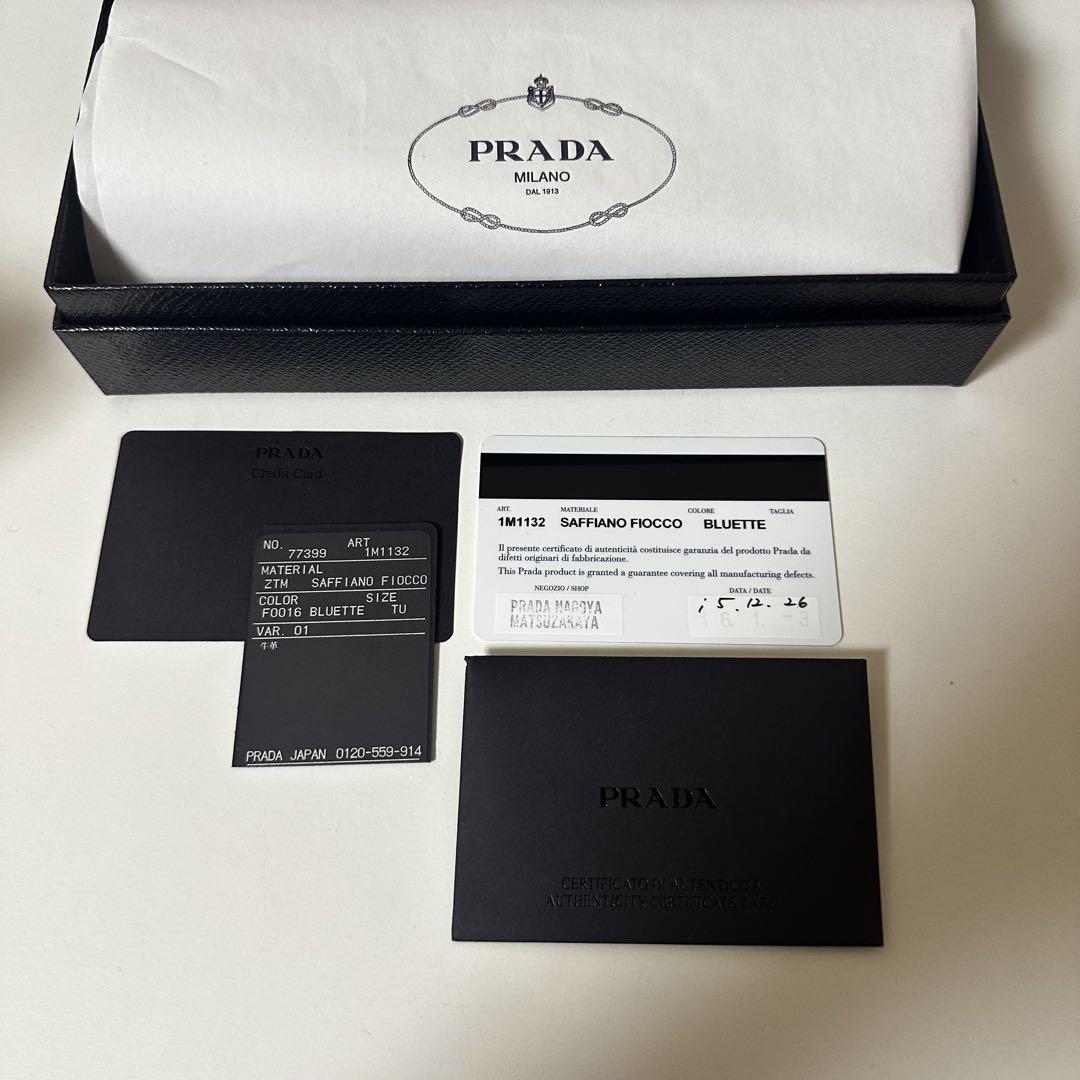 PRADA
MILANO
DAL 1913
PRADA
Credit Card
NO. 77399 ART 1M1132
MATERIAL
ZTM SAFFIANO FIOCCO
COLOR SIZE
F0016 BLUETTE TU
VAR. 01
牛革
PRADA JAPAN 0120-559-914
ART. MATERIALE COLORE TAGLIA
1M1132 SAFFIANO FIOCCO BLUETTE
Il presente certificato di autenticità costituisce garanzia del prodotto Prada da
difetti originari di fabbricazione.
This Prada product is granted a guarantee covering all manufacturing defects.
NEGOZIO / SHOP DATA / DATE
PRADA NAGOYA
MATSUZAKAYA
15.12.26
16.1.-3
PRADA
CERTIFICATO DI AUTENTICITÀ
AUTHENTICITY CERTIFICATE CARD